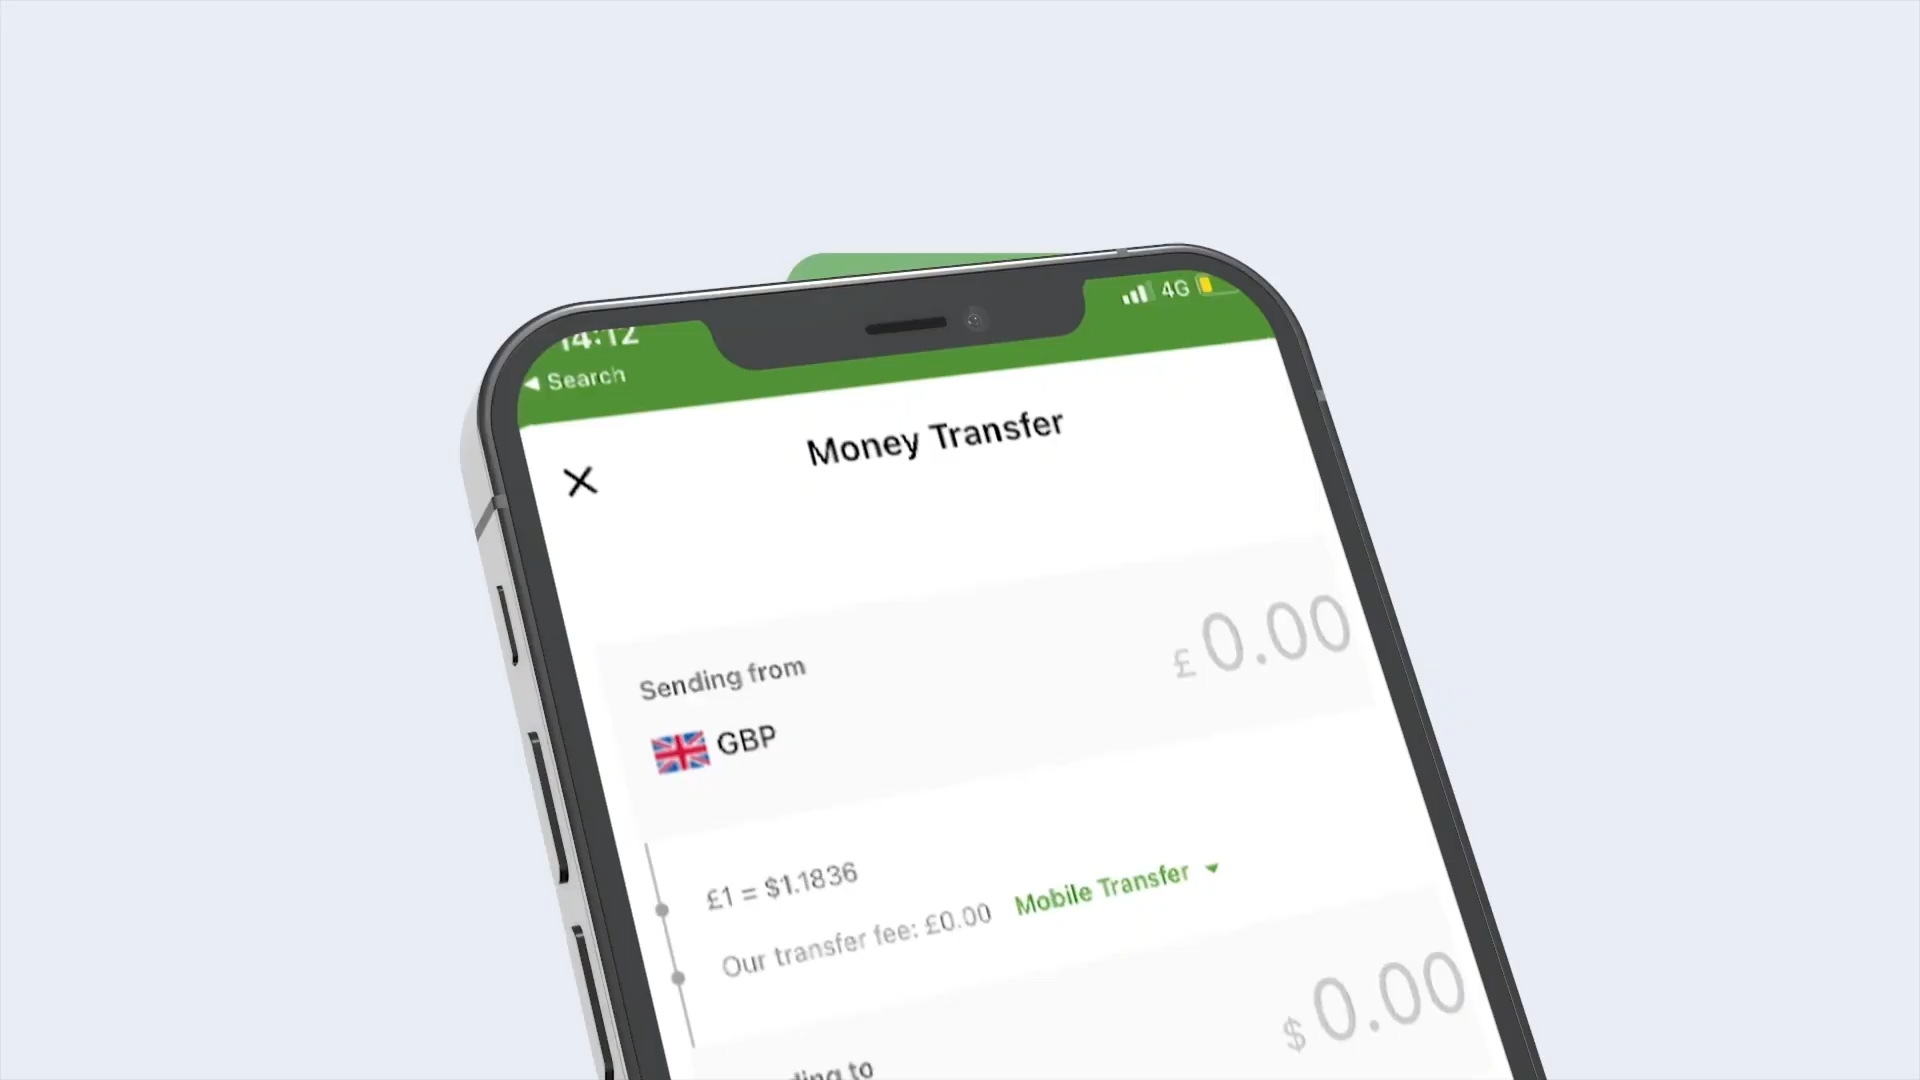 14:12
4G
◀ Search
Money Transfer
Sending from
£ 0.00
GBP
£1 = $1.1836
Our transfer fee: £0.00 Mobile Transfer
$ 0.00
to